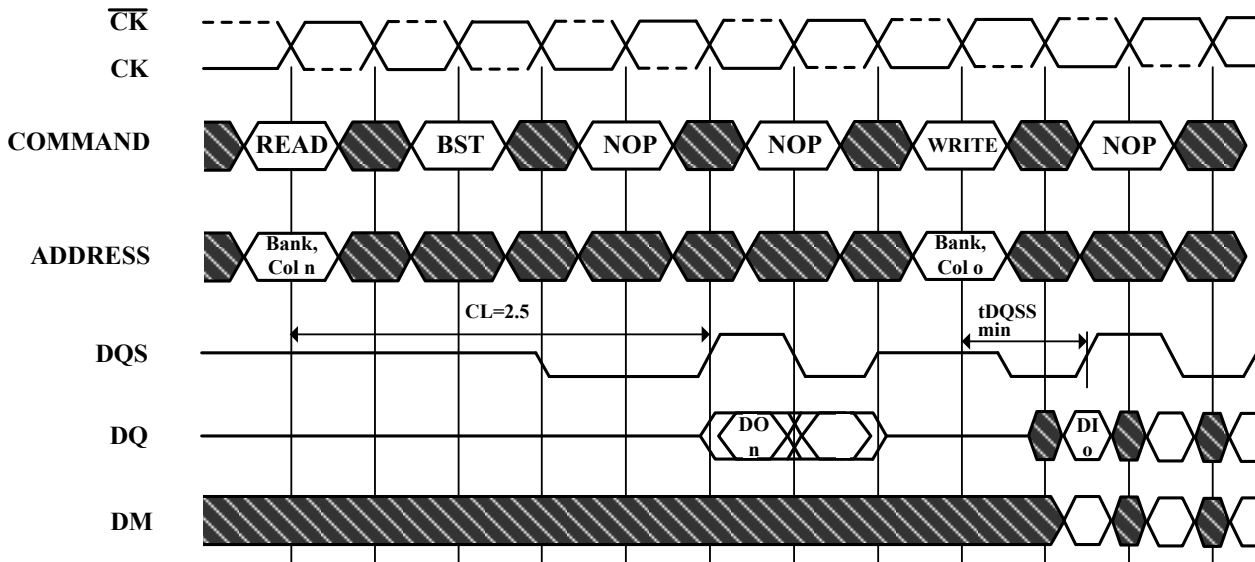 CK
CK
COMMAND
READ
BST
NOP
NOP
WRITE
NOP
ADDRESS
Bank,
Col n
Bank,
Col o
CL=2.5
tDQSS
min
DQS
DQ
DO
n
DI
o
DM